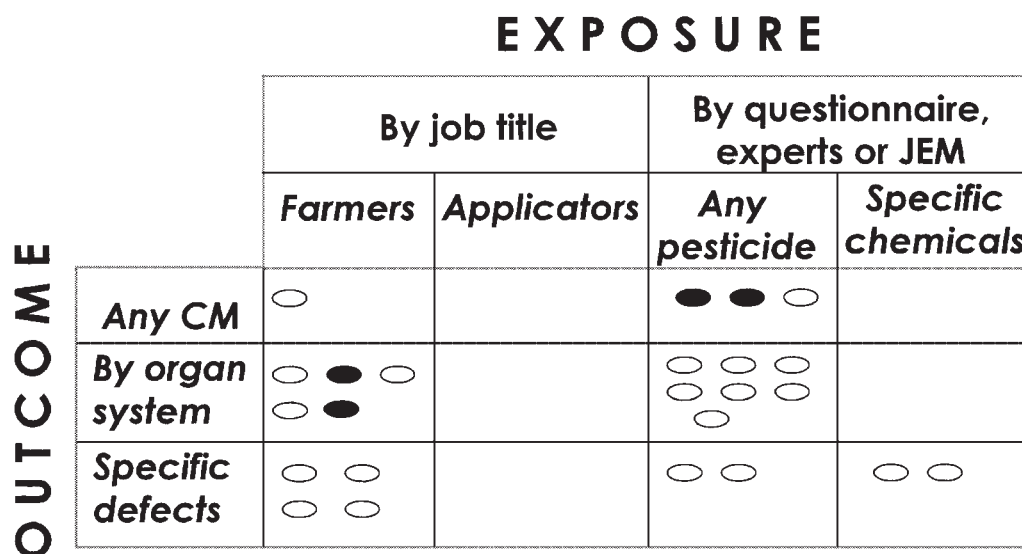 EXPOSURE
By job title
By questionnaire,
experts or JEM
Farmers
Applicators
Any
pesticide
Specific
chemicals
OUTCOME
Any CM
By organ
system
Specific
defects